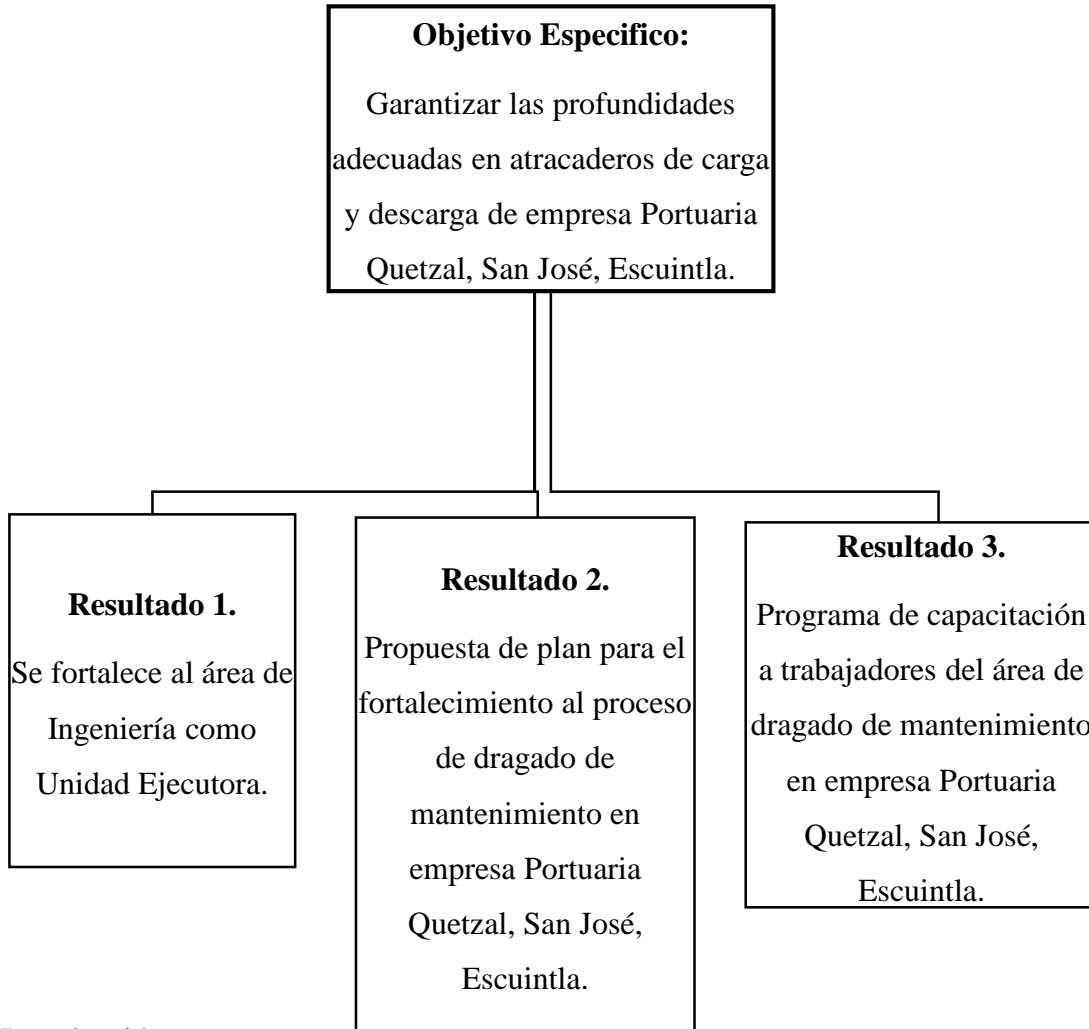 Objetivo Especifico:
Garantizar las profundidades
adecuadas en atracaderos de carga
y descarga de empresa Portuaria
Quetzal, San José, Escuintla.
Resultado 1.
Se fortalece al área de
Ingeniería como
Unidad Ejecutora.
Resultado 2.
Propuesta de plan para el
fortalecimiento al proceso
de dragado de
mantenimiento en
empresa Portuaria
Quetzal, San José,
Escuintla.
Resultado 3.
Programa de capacitación
a trabajadores del área de
dragado de mantenimiento
en empresa Portuaria
Quetzal, San José,
Escuintla.